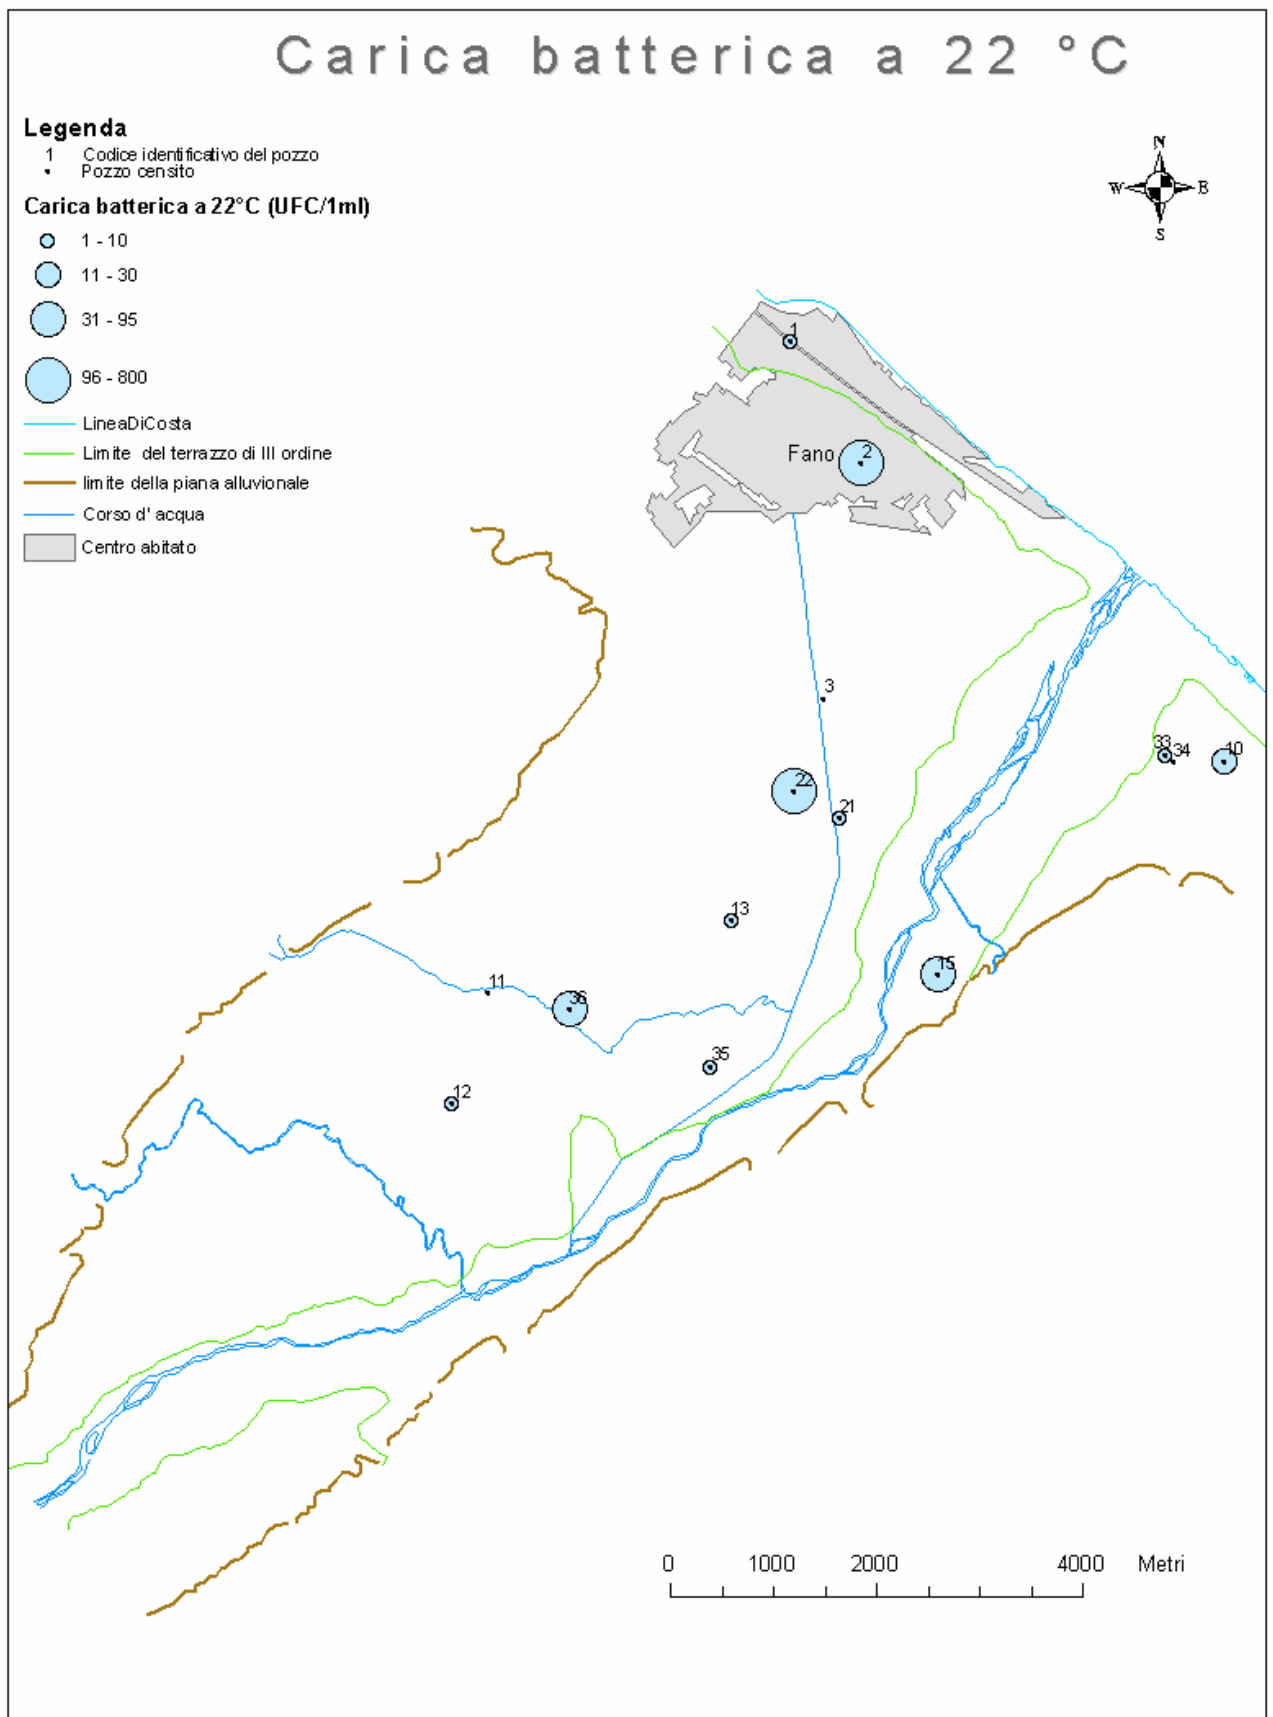 Carica batterica a 22 °C
Legenda
1 Codice identificativo del pozzo
Pozzo censito
Carica batterica a 22°C (UFC/1ml)
1 - 10
11 - 30
31 - 95
96 - 800
LineaDiCosta
Limite del terrazzo di III ordine
limite della piana alluvionale
Corso d' acqua
Centro abitato
N
W E
S
1
Fano 2
3
33 34 10
22
21
13
15
11
36
35
12
0 1000 2000 4000 Metri